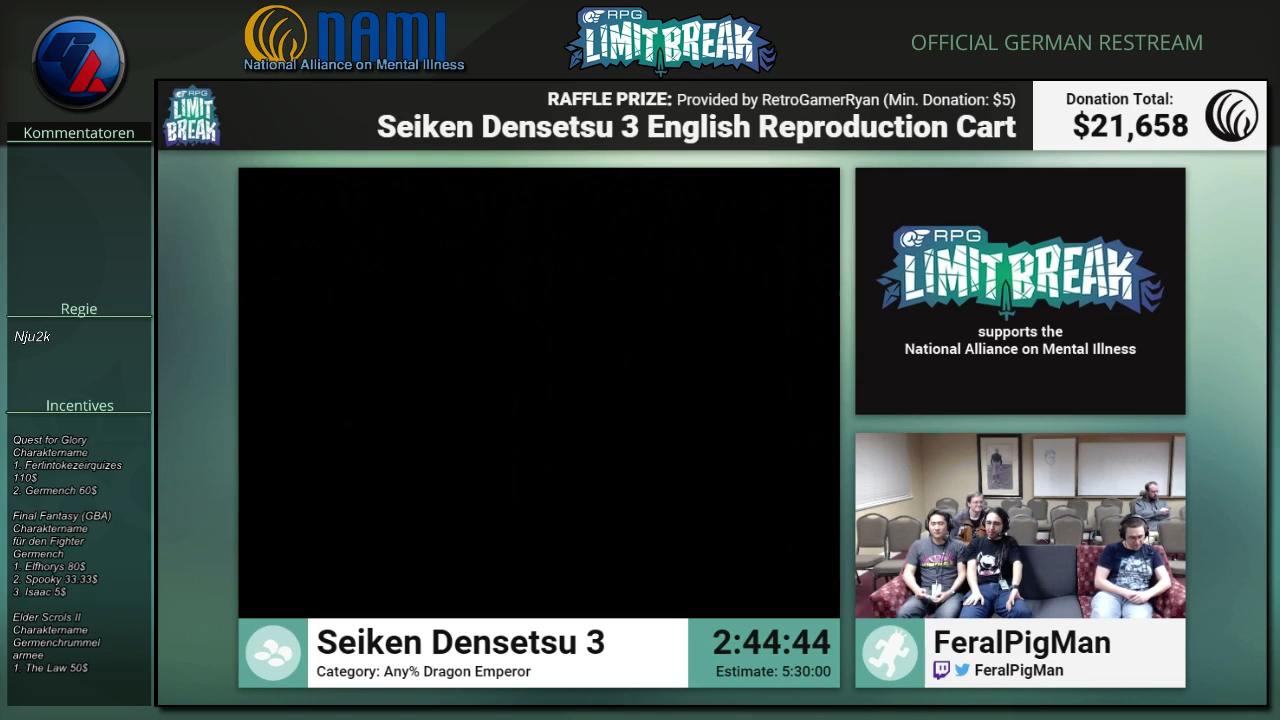 NAMI
National Alliance on Mental Illness
RPG
LIMIT BREAK
OFFICIAL GERMAN RESTREAM
Kommentatoren
Regie
Nju2k
Incentives
Quest for Glory
Charaktername
1. Ferlintokezeirquizes
110$
2. Germench 60$
Final Fantasy (GBA)
Charaktername
für den Fighter
Germench
1. Elfhorys 80$
2. Spooky 33.33$
3. Isaac 5$
Elder Scrols II
Charaktername
Germenchrummel
armee
1. The Law 50$
RPG
LIMIT
BREAK
RAFFLE PRIZE: Provided by RetroGamerRyan (Min. Donation: $5)
Seiken Densetsu 3 English Reproduction Cart
Donation Total:
$21,658
RPG
LIMIT BREAK
supports the
National Alliance on Mental Illness
Seiken Densetsu 3
Category: Any% Dragon Emperor
2:44:44
Estimate: 5:30:00
FeralPigMan
FeralPigMan